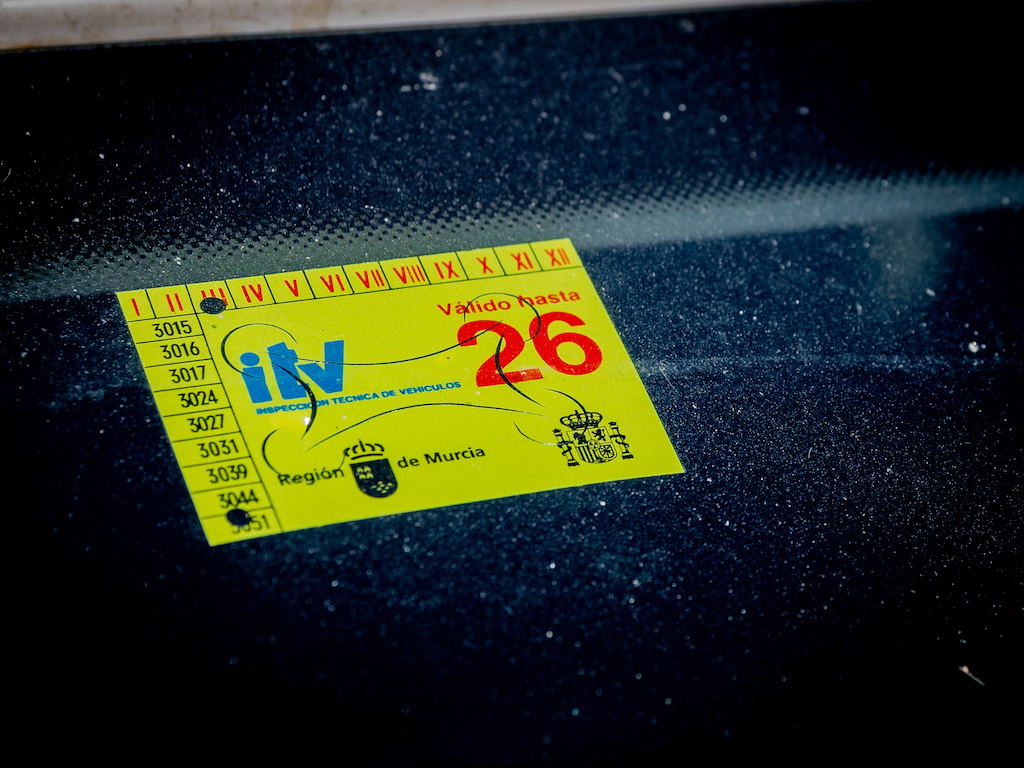 I II III IV V VI VII VIII IX X XI XII
Válido hasta
26
3015
3016
3017
3024
3027
3031
3039
3044
3051
itv
INSPECCION TECNICA DE VEHICULOS
Región de Murcia